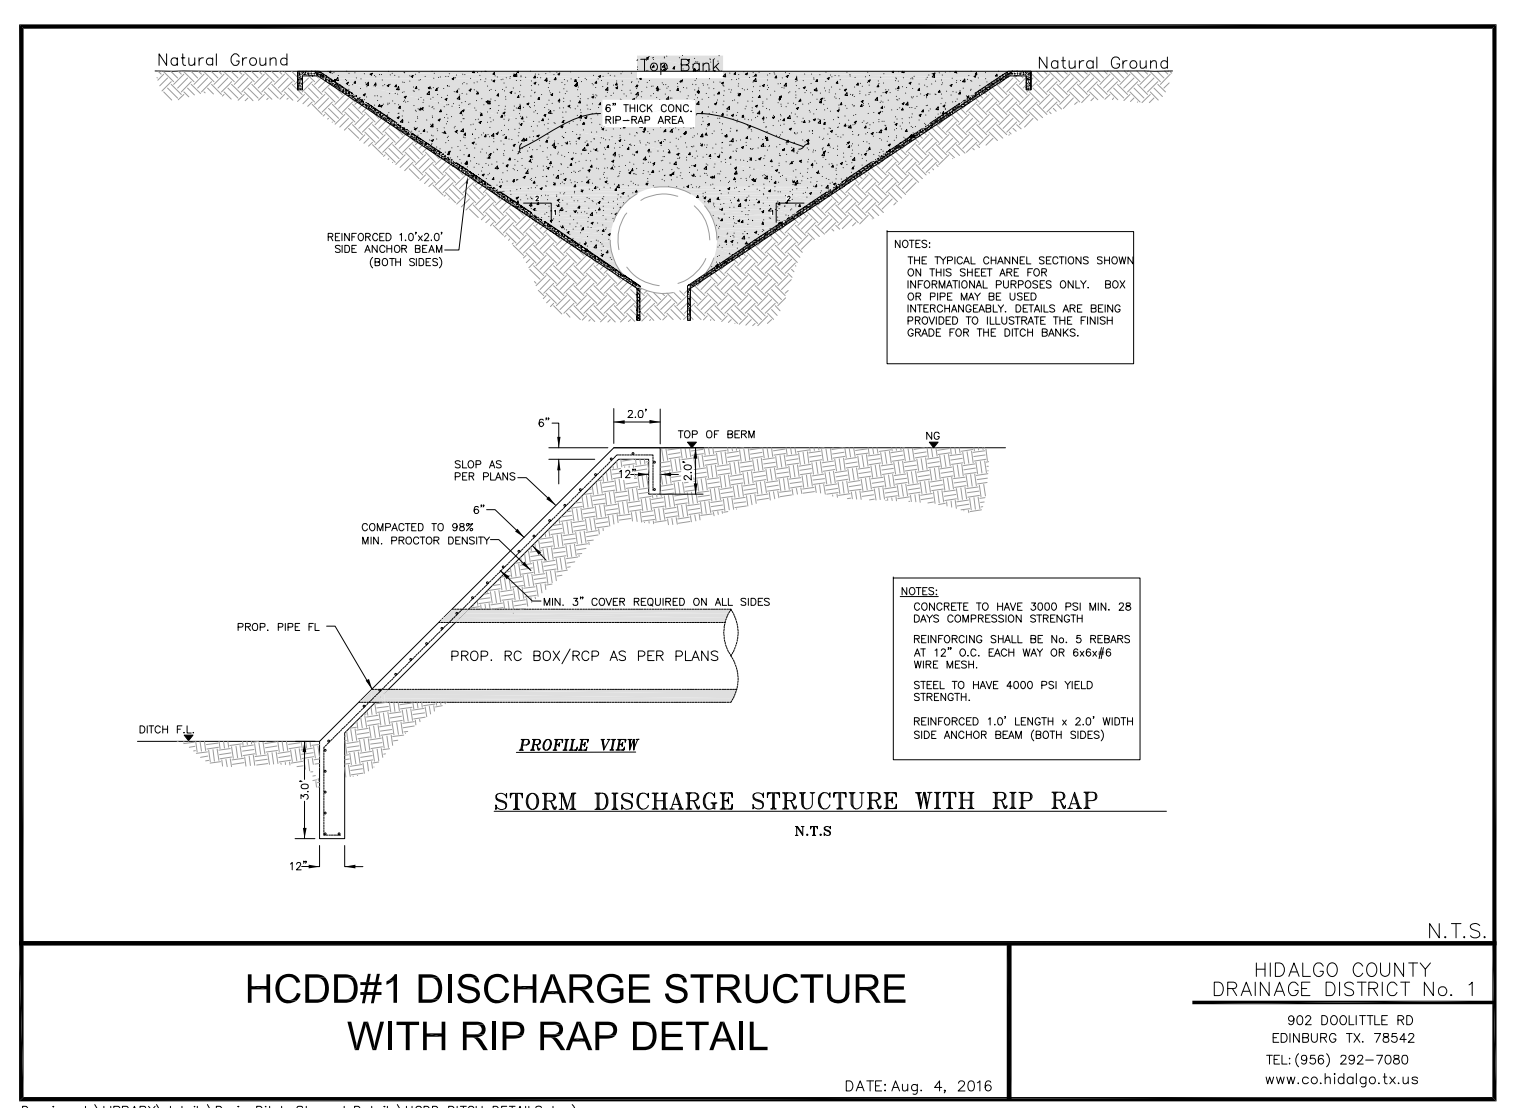 Natural Ground
Top Bank
Natural Ground
6" THICK CONC.
RIP-RAP AREA
2
1
1
REINFORCED 1.0'x2.0'
SIDE ANCHOR BEAM
(BOTH SIDES)
NOTES:
THE TYPICAL CHANNEL SECTIONS SHOWN
ON THIS SHEET ARE FOR
INFORMATIONAL PURPOSES ONLY. BOX
OR PIPE MAY BE USED
INTERCHANGEABLY. DETAILS ARE BEING
PROVIDED TO ILLUSTRATE THE FINISH
GRADE FOR THE DITCH BANKS.
2.0'
6"
TOP OF BERM
NG
SLOP AS
PER PLANS
12"
2.0'
6"
COMPACTED TO 98%
MIN. PROCTOR DENSITY
MIN. 3" COVER REQUIRED ON ALL SIDES
PROP. PIPE FL
PROP. RC BOX/RCP AS PER PLANS
DITCH F.L.
3.0'
12"
PROFILE VIEW
NOTES:
CONCRETE TO HAVE 3000 PSI MIN. 28
DAYS COMPRESSION STRENGTH
REINFORCING SHALL BE No. 5 REBARS
AT 12" O.C. EACH WAY OR 6x6x#6
WIRE MESH.
STEEL TO HAVE 4000 PSI YIELD
STRENGTH.
REINFORCED 1.0' LENGTH x 2.0' WIDTH
SIDE ANCHOR BEAM (BOTH SIDES)
STORM DISCHARGE STRUCTURE WITH RIP RAP
N.T.S
N.T.S.
HCDD#1 DISCHARGE STRUCTURE
WITH RIP RAP DETAIL
DATE: Aug. 4, 2016
HIDALGO COUNTY
DRAINAGE DISTRICT No. 1
902 DOOLITTLE RD
EDINBURG TX. 78542
TEL: (956) 292-7080
www.co.hidalgo.tx.us